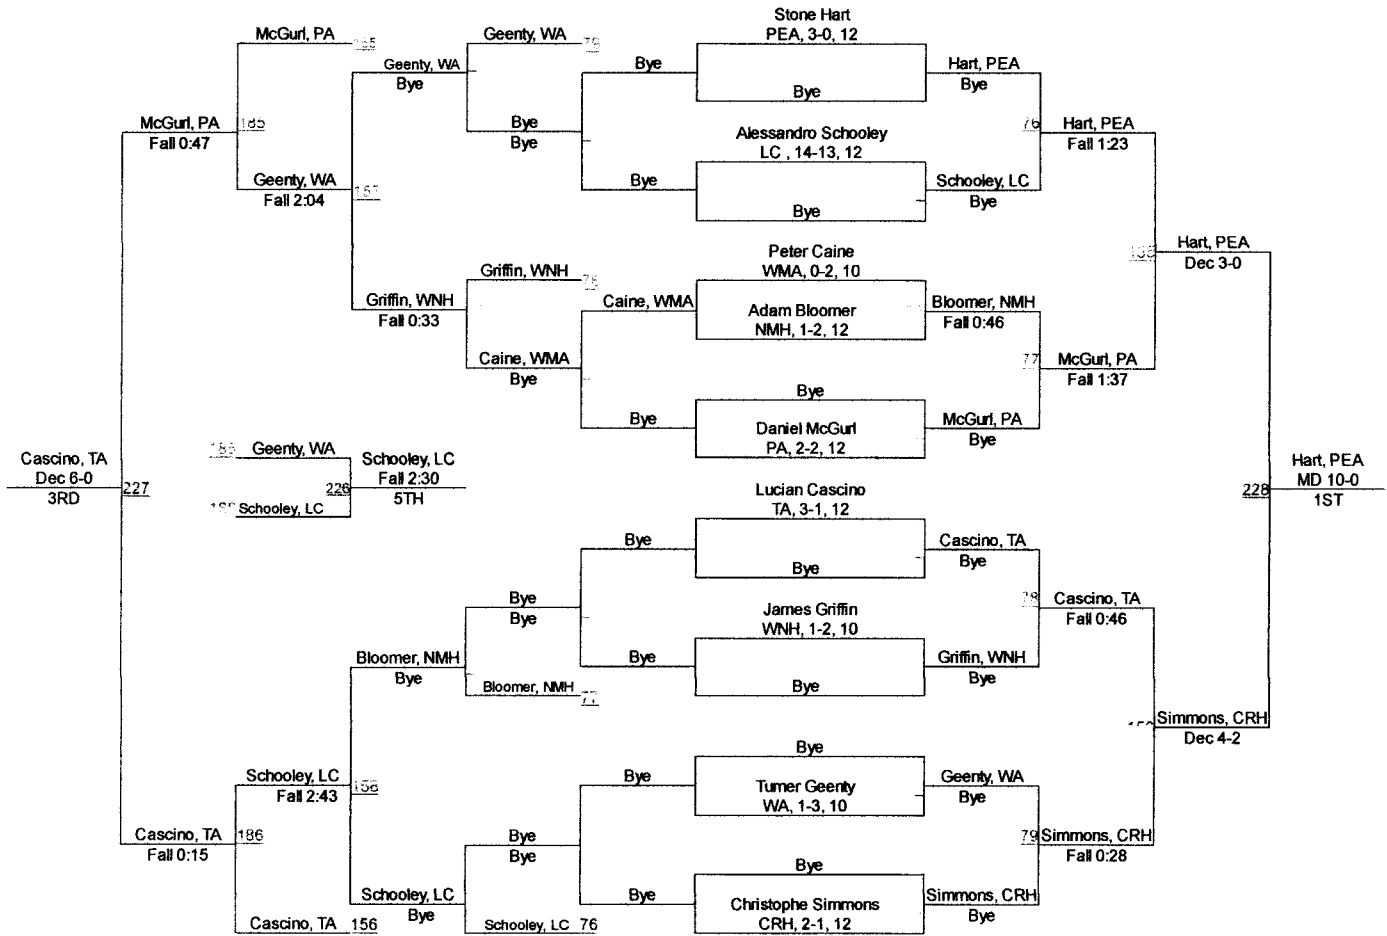 Stone Hart
PEA, 3-0, 12
McGurl, PA
Geenty, WA
79
Geenty, WA
Bye
Bye
Hart, PEA
Bye
Bye
McGurl, PA
Fall 0:47
185
Bye
Bye
Alessandro Schooley
LC , 14-13, 12
76
Hart, PEA
Fall 1:23
Geenty, WA
Fall 2:04
157
Bye
Bye
Schooley, LC
Bye
Peter Caine
WMA, 0-2, 10
Hart, PEA
Dec 3-0
Griffin, WNH
78
Griffin, WNH
Fall 0:33
Caine, WMA
Adam Bloomer
NMH, 1-2, 12
Bloomer, NMH
Fall 0:46
Caine, WMA
Bye
77
McGurl, PA
Fall 1:37
Bye
Bye
Daniel McGurl
PA, 2-2, 12
McGurl, PA
Bye
Cascino, TA
Dec 6-0
3RD
227
Geenty, WA
226
Schooley, LC
Fall 2:30
5TH
Schooley, LC
Hart, PEA
MD 10-0
1ST
228
Lucian Cascino
TA, 3-1, 12
Bye
Bye
Cascino, TA
Bye
Bye
Bye
James Griffin
WNH, 1-2, 10
78
Cascino, TA
Fall 0:46
Bloomer, NMH
Bye
Bye
Bye
Griffin, WNH
Bye
Bloomer, NMH
77
Simmons, CRH
Dec 4-2
Bye
Schooley, LC
Fall 2:43
158
Bye
Turner Geenty
WA, 1-3, 10
Geenty, WA
Bye
Cascino, TA
Fall 0:15
186
Bye
Bye
79
Simmons, CRH
Fall 0:28
Bye
Schooley, LC
Bye
Bye
Christophe Simmons
CRH, 2-1, 12
Simmons, CRH
Bye
Cascino, TA
156
Schooley, LC
76